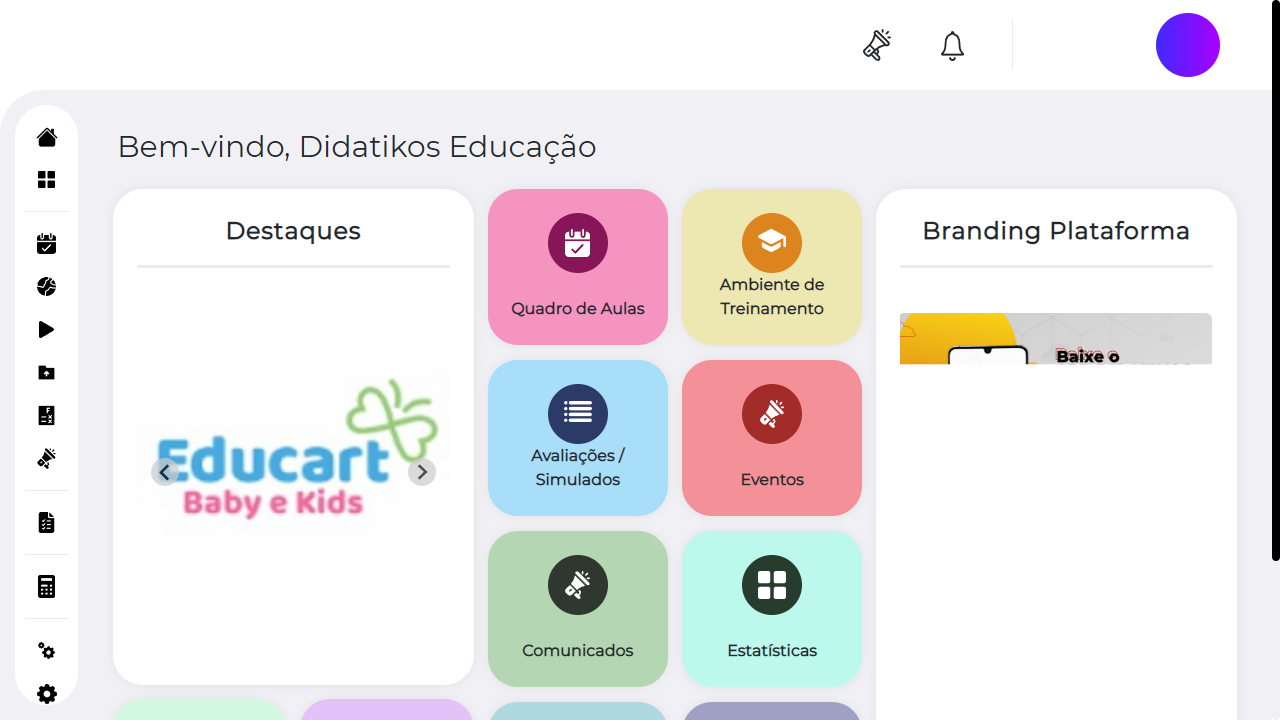 Bem-vindo, Didatikos Educação
Destaques
Educart
Baby e Kids
Quadro de Aulas
Ambiente de
Treinamento
Avaliações /
Simulados
Eventos
Comunicados
Estatísticas
Branding Plataforma
Baixe o